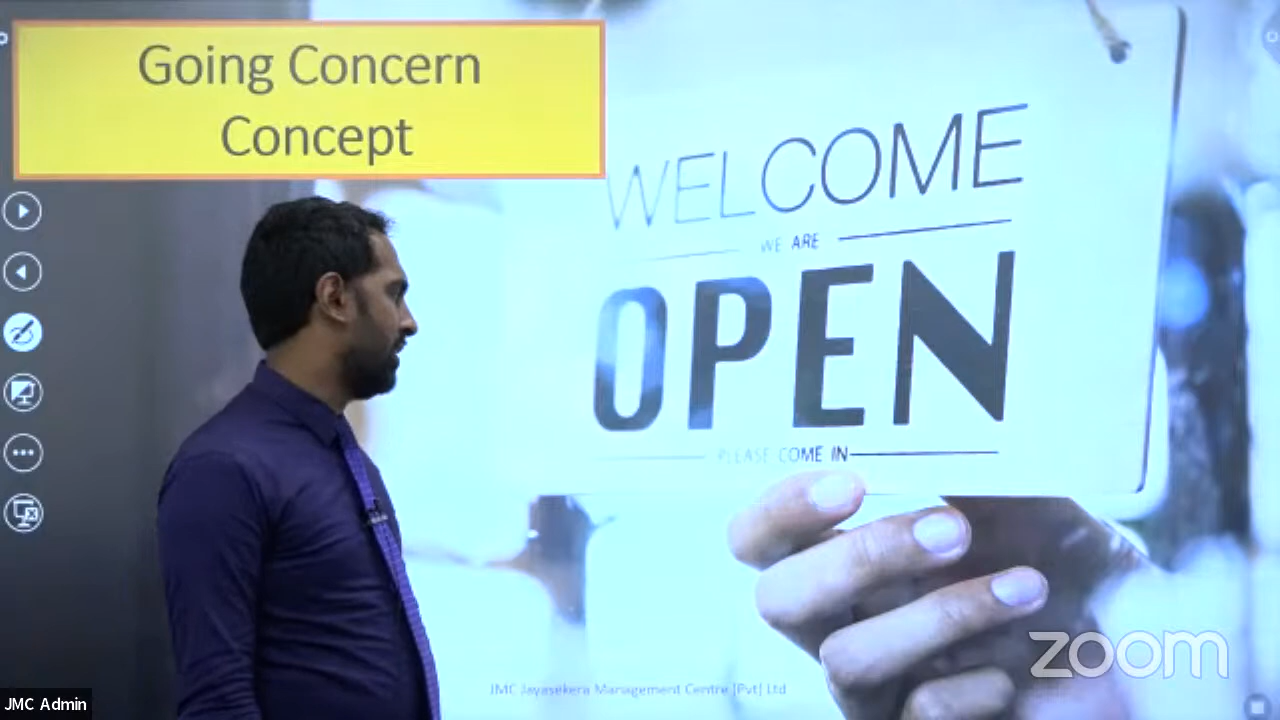 Going Concern
Concept
WELCOME
WE ARE
OPEN
PLEASE COME IN
zoom
JMC Jayasekera Management Centre (Pvt) Ltd
JMC Admin